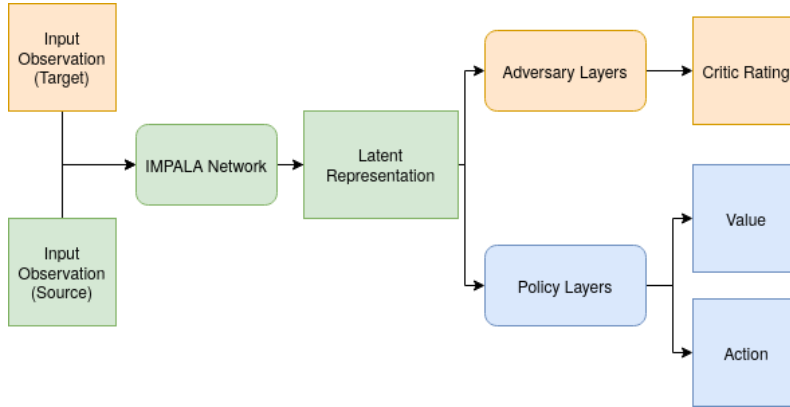 Input
Observation
(Target)
Adversary Layers
Critic Rating
IMPALA Network
Latent
Representation
Input
Observation
(Source)
Policy Layers
Value
Action